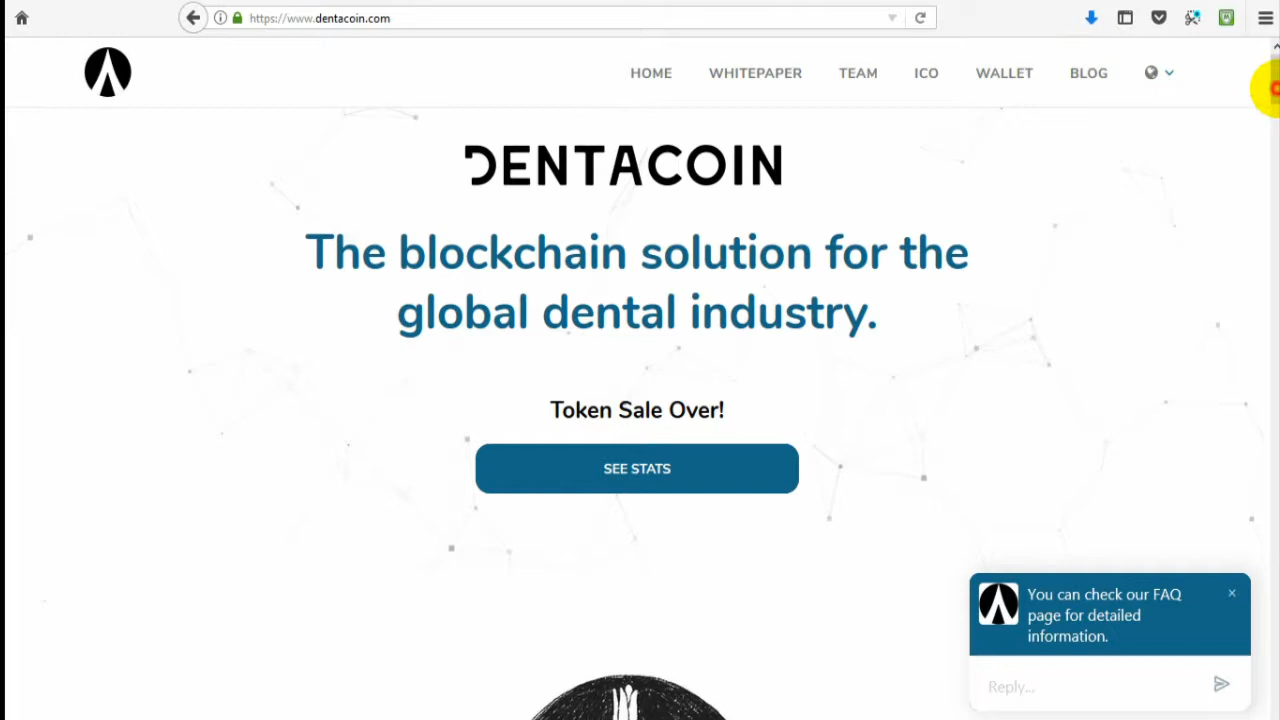 https://www.dentacoin.com
HOME WHITEPAPER TEAM ICO WALLET BLOG
DENTACOIN
The blockchain solution for the
global dental industry.
Token Sale Over!
SEE STATS
You can check our FAQ
page for detailed
information.
Reply...